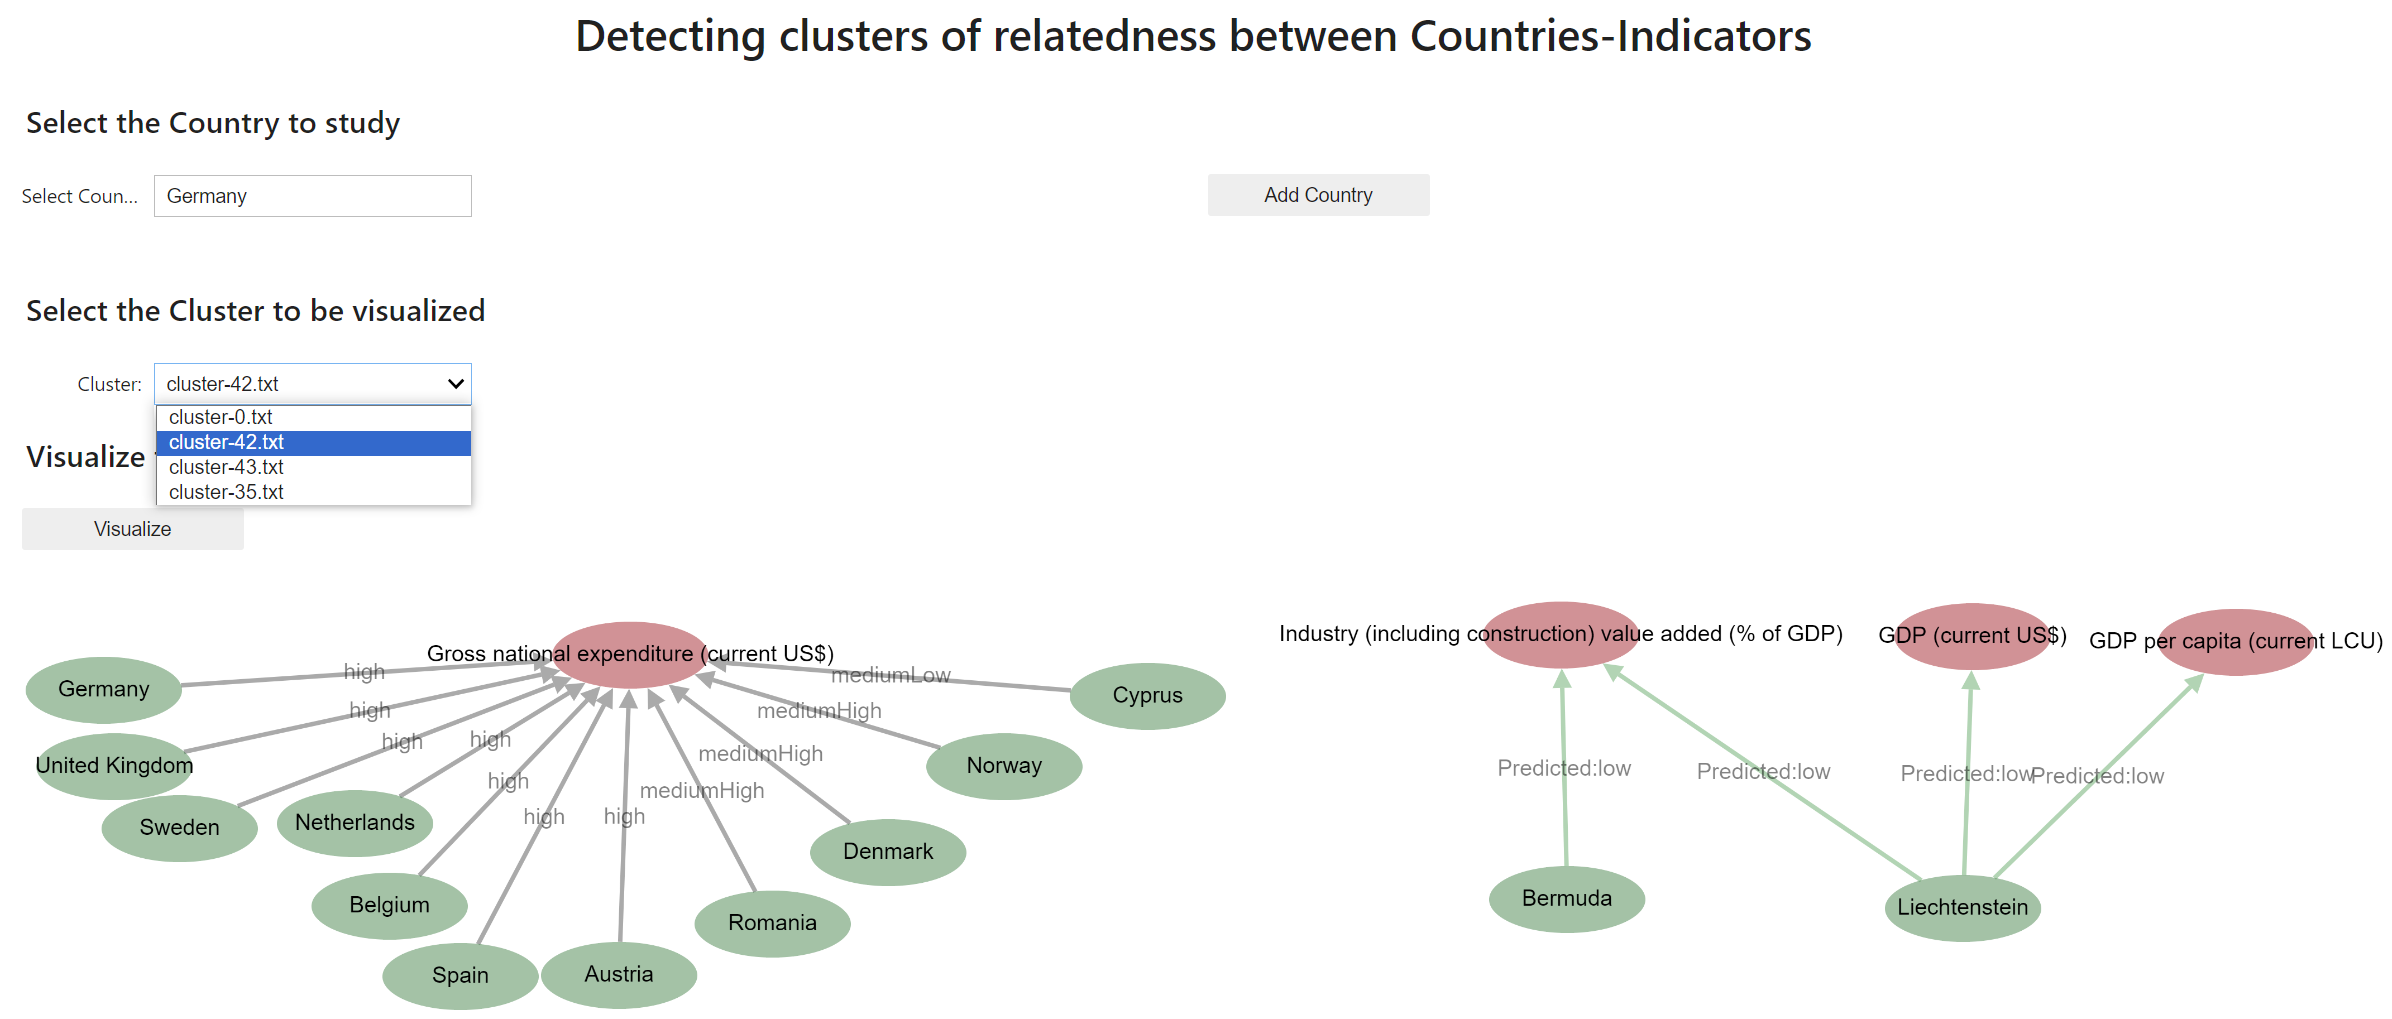 Detecting clusters of relatedness between Countries-Indicators
Select the Country to study
Select Coun...
Germany
Add Country
Select the Cluster to be visualized
Cluster:
cluster-42.txt
cluster-0.txt
cluster-42.txt
cluster-43.txt
cluster-35.txt
Visualize
Visualize
Gross national expenditure (current US$)
Industry (including construction) value added (% of GDP)
GDP (current US$)
GDP per capita (current LCU)
high
high
high
high
high
high
high
mediumHigh
mediumHigh
mediumHigh
mediumLow
Predicted:low
Predicted:low
Predicted:low
Predicted:low
Germany
United Kingdom
Sweden
Netherlands
Belgium
Spain
Austria
Romania
Denmark
Norway
Cyprus
Bermuda
Liechtenstein